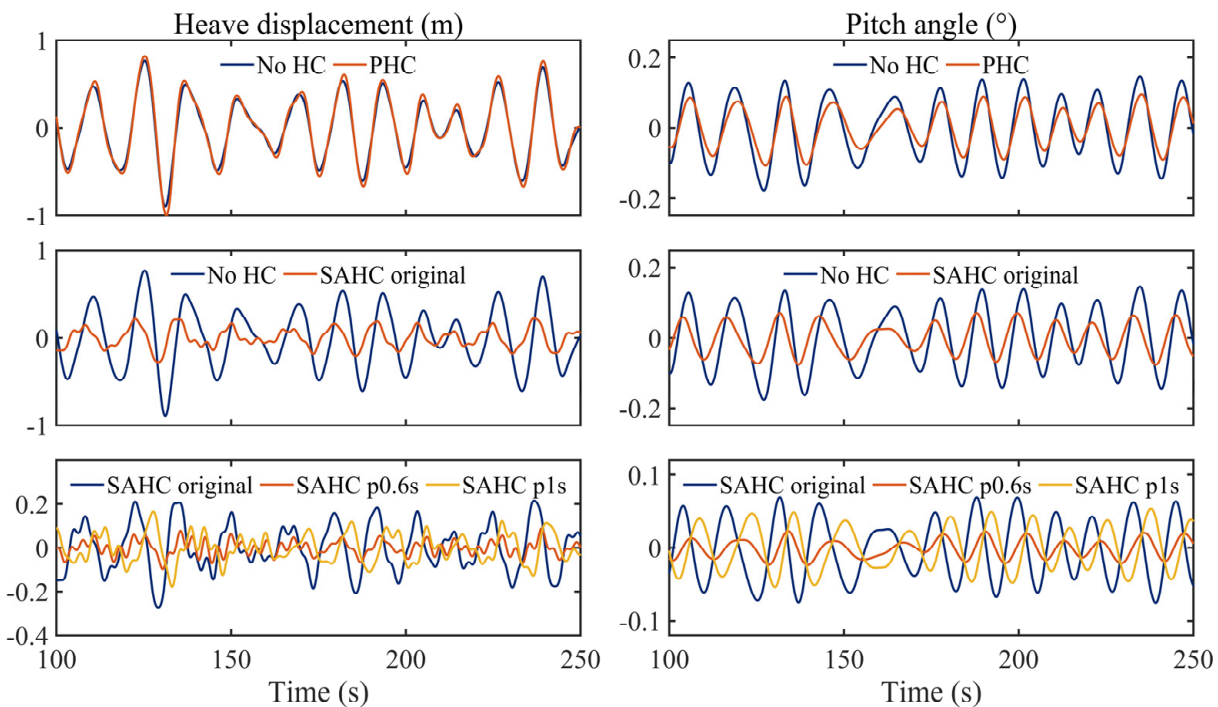 Heave displacement (m)
Pitch angle (°)
1
No HC PHC
0
-1
0.2
No HC PHC
0
-0.2
1
No HC SAHC original
0
-1
0.2
No HC SAHC original
0
-0.2
SAHC original SAHC p0.6s SAHC p1s
0.2
0
-0.2
-0.4
100 150 200 250
Time (s)
0.1
SAHC original SAHC p0.6s SAHC p1s
0
-0.1
100 150 200 250
Time (s)